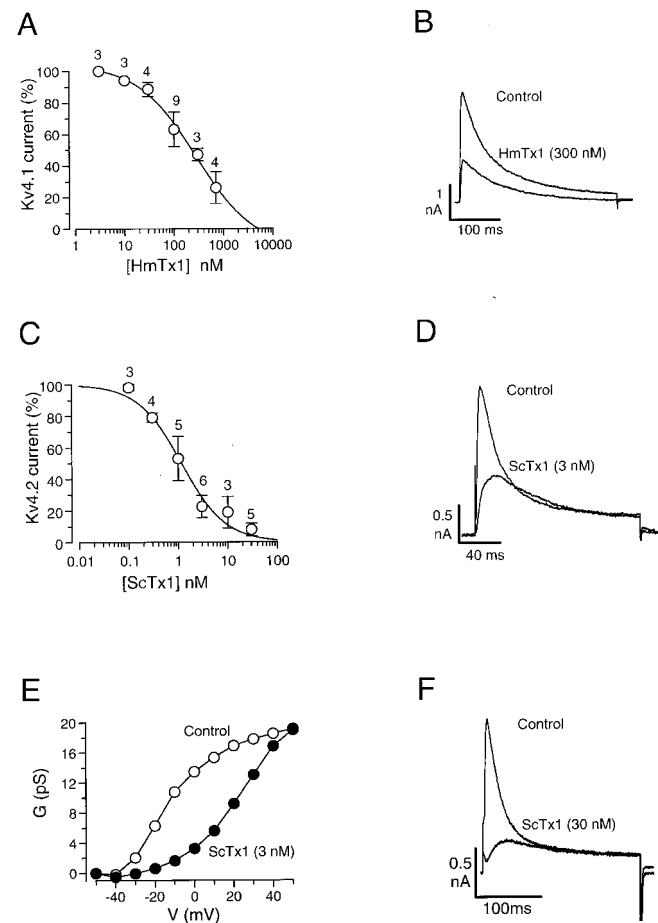 A
3 3 4 9 3 4
100
80
60
40
20
0
Kv4.1 current (%)
1 10 100 1000 10000
[HmTx1] nM
B
Control
HmTx1 (300 nM)
1
nA
100 ms
C
3 4 5 6 3 5
100
80
60
40
20
0
Kv4.2 current (%)
0.01 0.1 1 10 100
[ScTx1] nM
D
Control
ScTx1 (3 nM)
0.5
nA
40 ms
E
20
16
12
8
4
0
G (pS)
Control
ScTx1 (3 nM)
-40 -20 0 20 40
V (mV)
F
Control
ScTx1 (30 nM)
0.5
nA
100ms